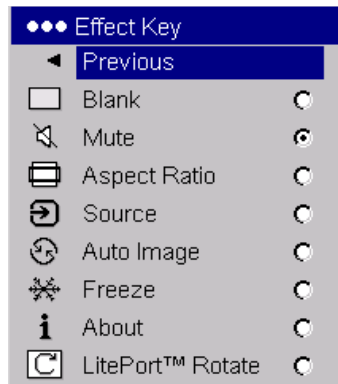 Effect Key
Previous
Blank
Mute
Aspect Ratio
Source
Auto Image
Freeze
i About
C LitePort™ Rotate